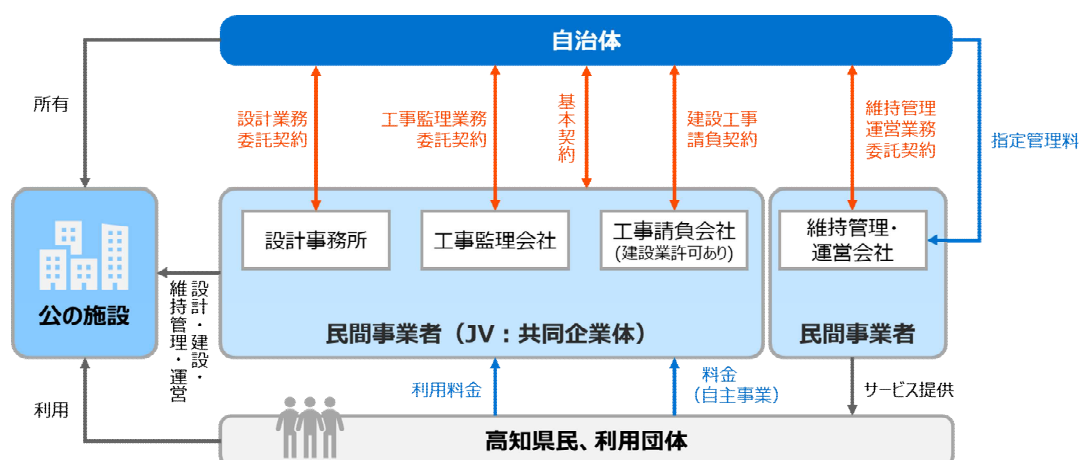 自治体
所有
設計業務
委託契約
工事監理業務
委託契約
基本契約
建設工事
請負契約
維持管理
運営業務
委託契約
指定管理料
設計事務所
工事監理会社
工事請負会社
(建設業許可あり)
維持管理・
運営会社
公の施設
設計・建設・
維持管理・運営
民間事業者（JV：共同企業体）
民間事業者
利用
利用料金
料金
（自主事業）
サービス提供
高知県民、利用団体